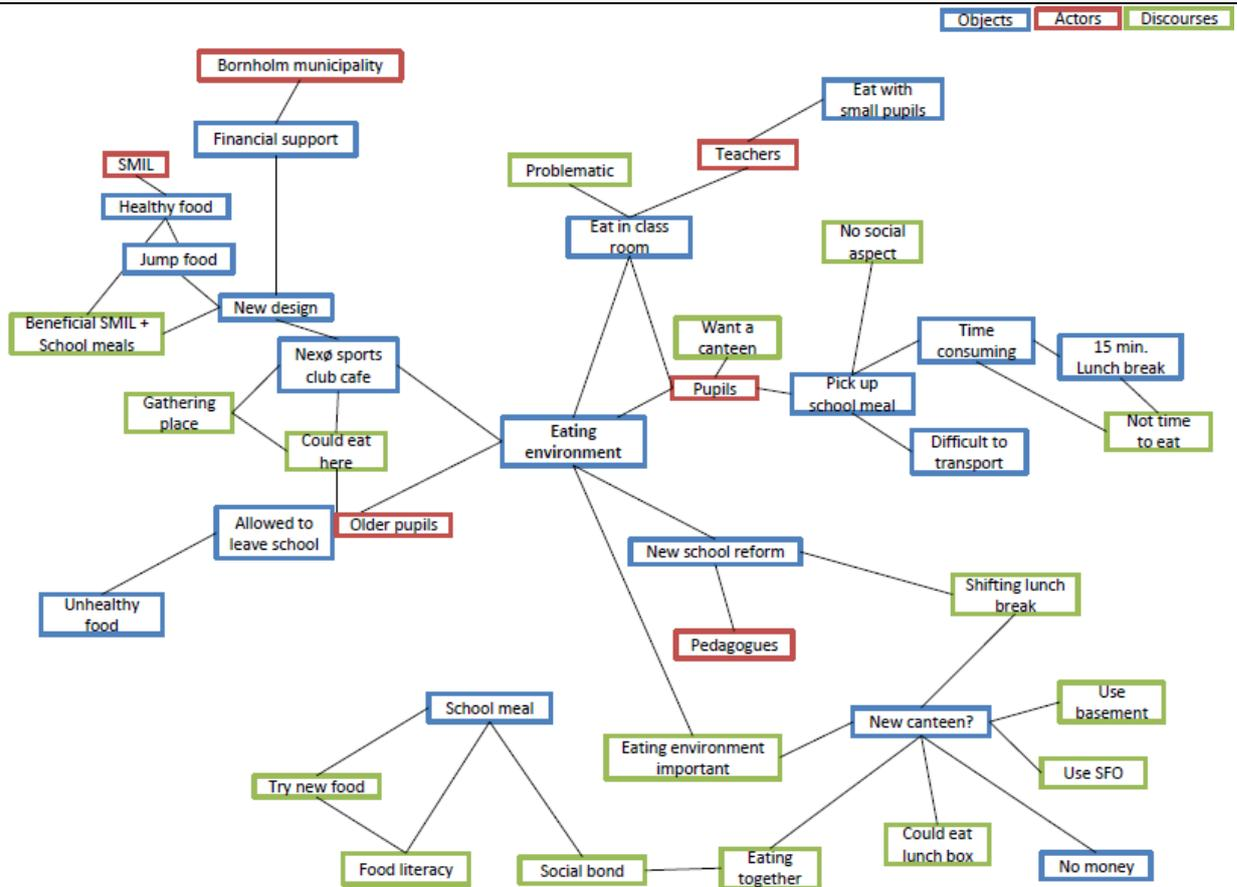 Objects
Actors
Discourses
Bornholm municipality
Financial support
SMIL
Healthy food
Jump food
New design
Beneficial SMIL +
School meals
Nexø sports
club cafe
Gathering
place
Could eat
here
Allowed to
leave school
Older pupils
Unhealthy
food
Eat with
small pupils
Teachers
Problematic
Eat in class
room
No social
aspect
Want a
canteen
Pupils
Time
consuming
15 min.
Lunch break
Pick up
school meal
Not time
to eat
Difficult to
transport
Eating
environment
New school reform
Shifting lunch
break
Pedagogues
School meal
Use
basement
New canteen?
Eating environment
important
Use SFO
Try new food
Could eat
lunch box
Food literacy
Social bond
Eating
together
No money